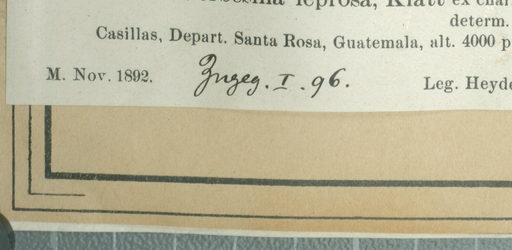 leprosa, Klatt ex char
determ.
Casillas, Depart. Santa Rosa, Guatemala, alt. 4000 p
M. Nov. 1892. Zugeg. I. 96. Leg. Heyde